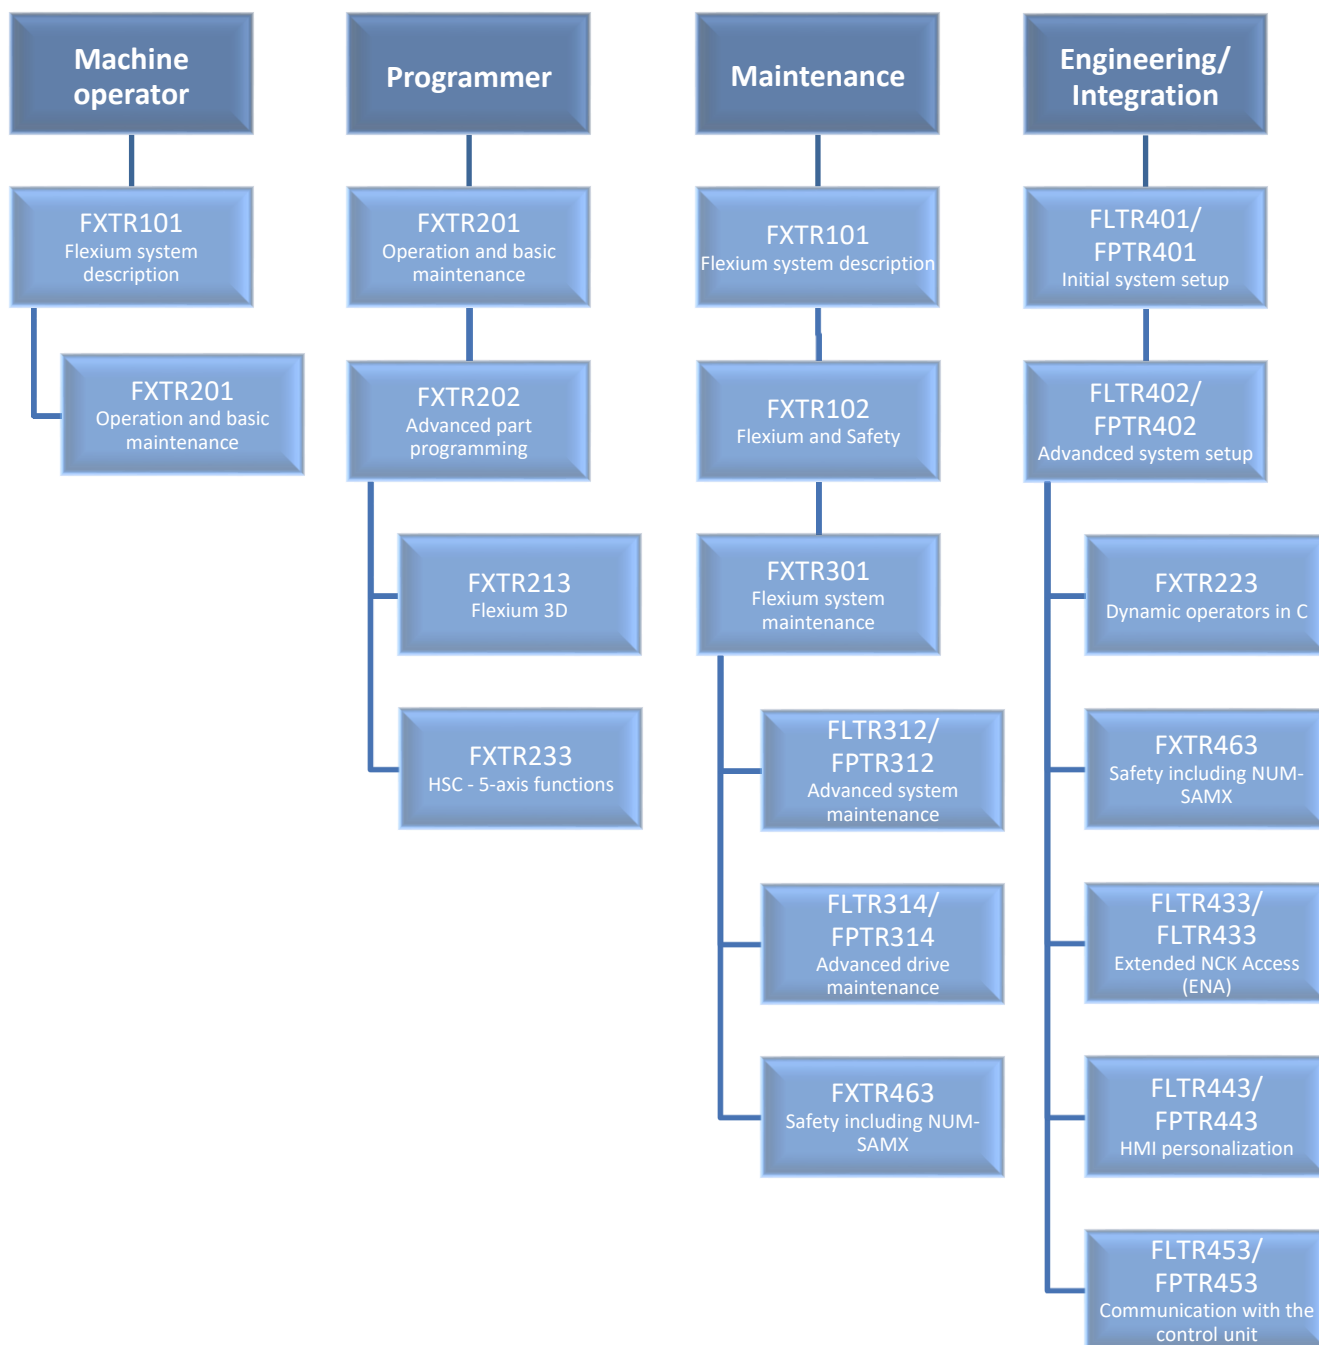 Machine
operator
FXTR101
Flexium system
description
FXTR201
Operation and basic
maintenance
Programmer
FXTR201
Operation and basic
maintenance
FXTR202
Advanced part
programming
FXTR213
Flexium 3D
FXTR233
HSC - 5-axis functions
Maintenance
FXTR101
Flexium system description
FXTR102
Flexium and Safety
FXTR301
Flexium system
maintenance
FLTR312/
FPTR312
Advanced system
maintenance
FLTR314/
FPTR314
Advanced drive
maintenance
FXTR463
Safety including NUM-
SAMX
Engineering/
Integration
FLTR401/
FPTR401
Initial system setup
FLTR402/
FPTR402
Advandced system setup
FXTR223
Dynamic operators in C
FXTR463
Safety including NUM-
SAMX
FLTR433/
FLTR433
Extended NCK Access
(ENA)
FLTR443/
FPTR443
HMI personalization
FLTR453/
FPTR453
Communication with the
control unit